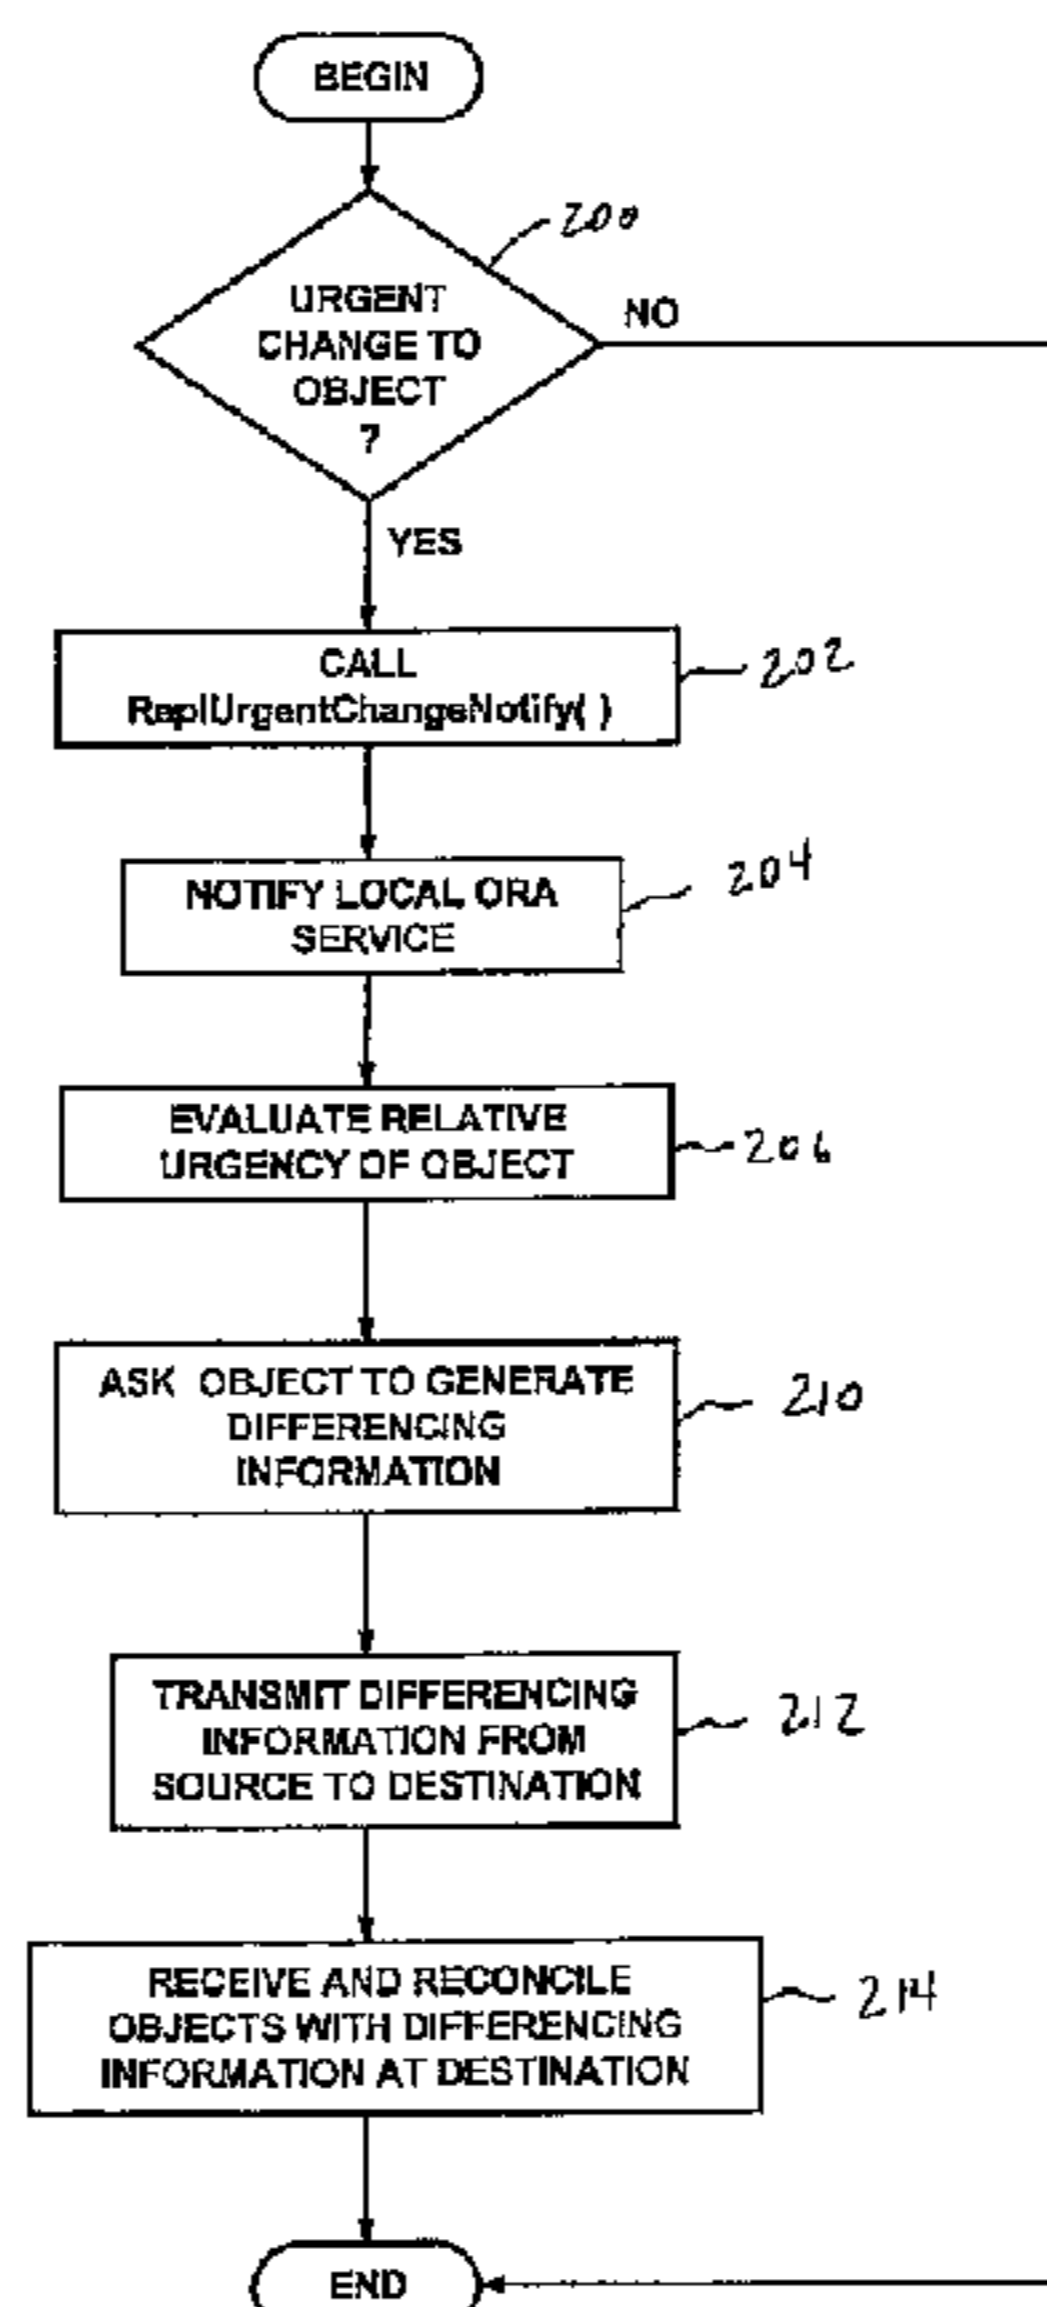 BEGIN
200
URGENT
CHANGE TO
OBJECT
?
NO
YES
CALL
ReplUrgentChangeNotify( )
202
NOTIFY LOCAL ORA
SERVICE
204
EVALUATE RELATIVE
URGENCY OF OBJECT
206
ASK OBJECT TO GENERATE
DIFFERENCING
INFORMATION
210
TRANSMIT DIFFERENCING
INFORMATION FROM
SOURCE TO DESTINATION
212
RECEIVE AND RECONCILE
OBJECTS WITH DIFFERENCING
INFORMATION AT DESTINATION
214
END